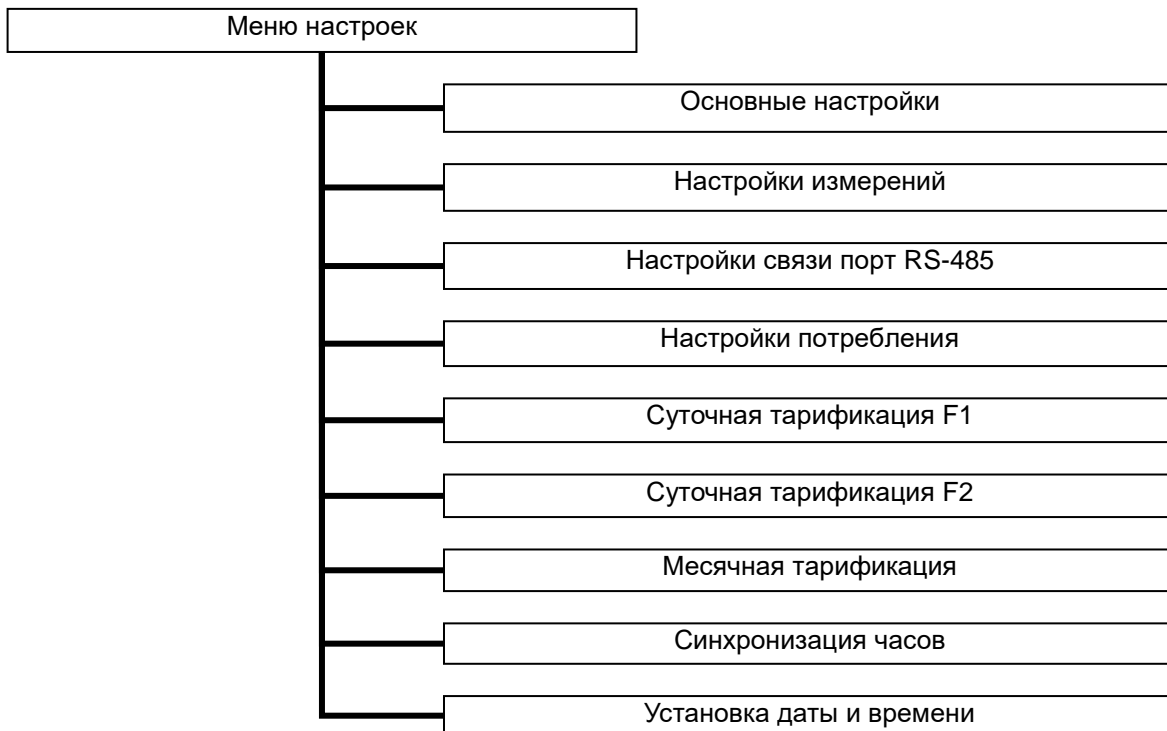 Меню настроек
Основные настройки
Настройки измерений
Настройки связи порт RS-485
Настройки потребления
Суточная тарификация F1
Суточная тарификация F2
Месячная тарификация
Синхронизация часов
Установка даты и времени